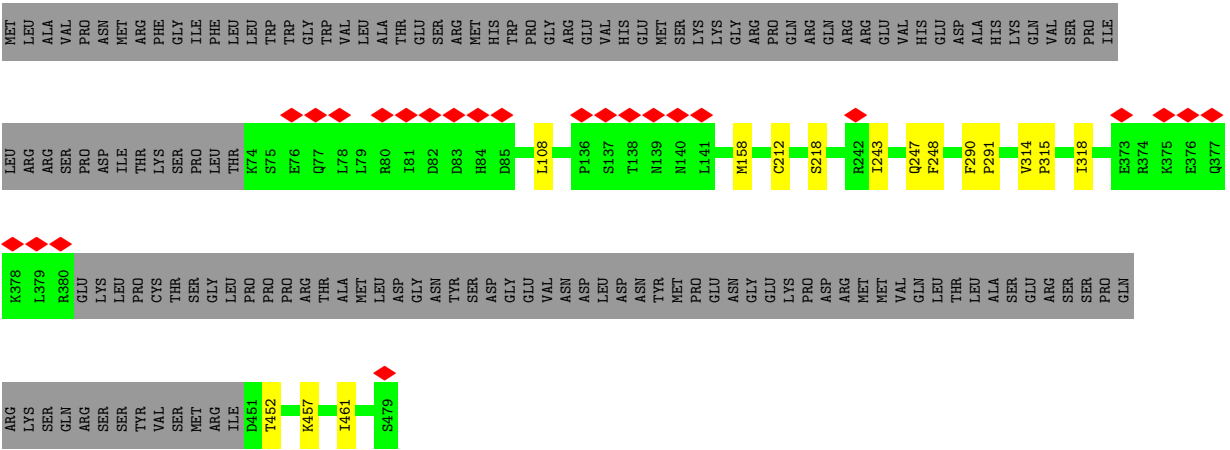 MET LEU ALA VAL PRO ASN MET ARG PHE GLY ILE PHE LEU LEU TRP TRP GLY TRP VAL LEU ALA THR GLU SER ARG MET HIS TRP PRO GLY ARG GLU VAL HIS GLU MET SER LYS LYS GLY ARG PRO GLN ARG GLN ARG ARG GLU VAL HIS GLU ASP ALA HIS LYS GLN VAL SER PRO ILE
LEU ARG ARG SER PRO ASP ILE THR LYS SER PRO LEU THR K74 S75 E76 Q77 L78 L79 R80 I81 D82 D83 H84 D85 L108 P136 S137 T138 N139 N140 L141 M158 C212 S218 R242 I243 Q247 F248 F290 P291 V314 P315 I318 E373 R374 K375 E376 Q377
K378 L379 R380 GLU LYS LEU PRO CYS THR SER GLY LEU PRO PRO PRO ARG THR ALA MET LEU ASP GLY ASN TYR SER ASP GLY GLU VAL ASN ASP LEU ASP ASN TYR MET PRO GLU ASN GLY GLU LYS PRO ASP ARG MET MET VAL GLN LEU THR LEU ALA SER GLU ARG SER SER PRO GLN
ARG LYS SER GLN ARG SER SER TYR VAL SER MET ARG ILE D451 T452 K457 I461 S479